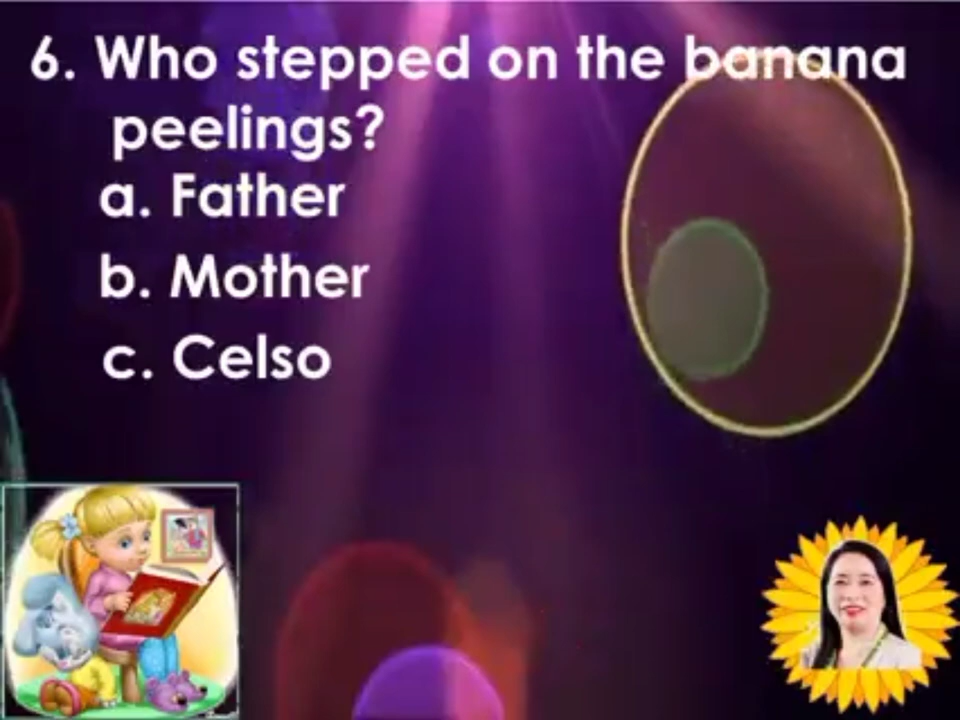 6. Who stepped on the banana
peelings?
a. Father
b. Mother
c. Celso